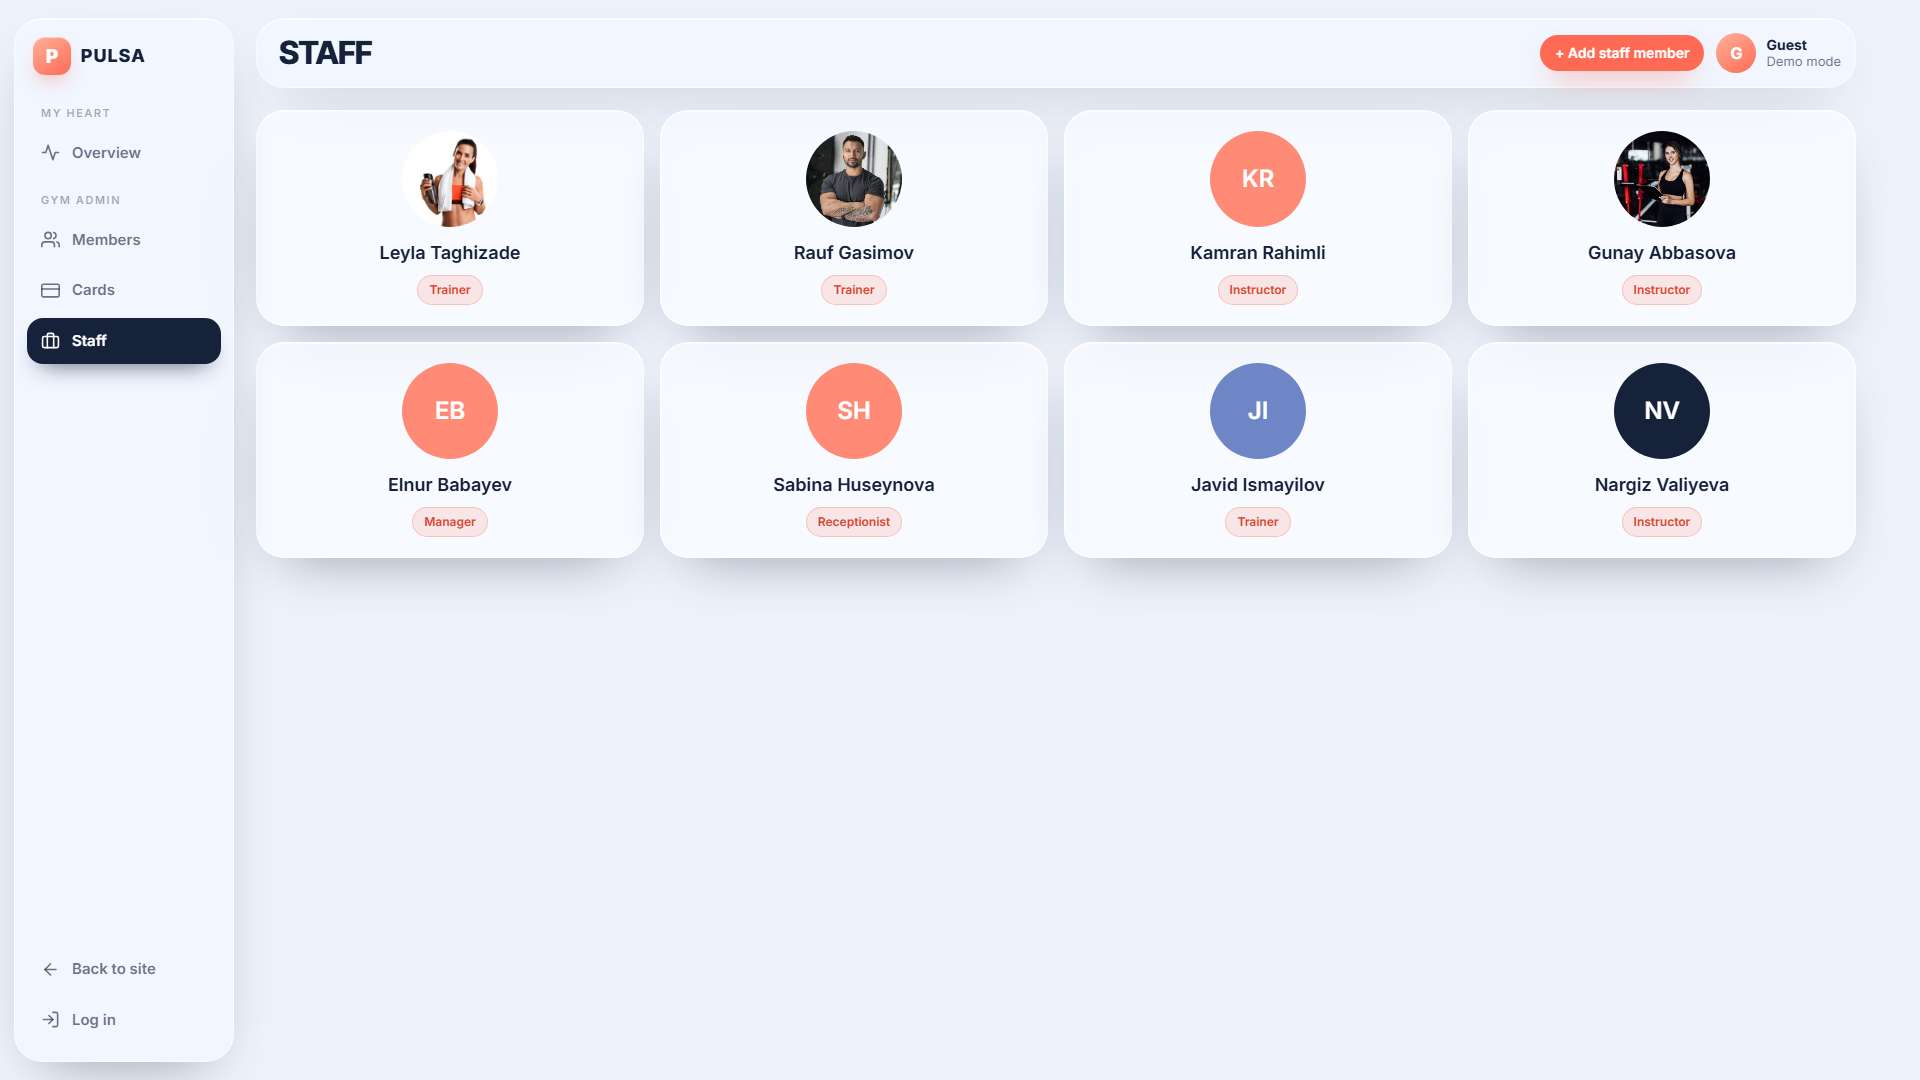 P PULSA
MY HEART
Overview
GYM ADMIN
Members
Cards
Staff
Back to site
Log in
STAFF
+ Add staff member
G
Guest
Demo mode
Leyla Taghizade
Trainer
Rauf Gasimov
Trainer
KR
Kamran Rahimli
Instructor
Gunay Abbasova
Instructor
EB
Elnur Babayev
Manager
SH
Sabina Huseynova
Receptionist
JI
Javid Ismayilov
Trainer
NV
Nargiz Valiyeva
Instructor